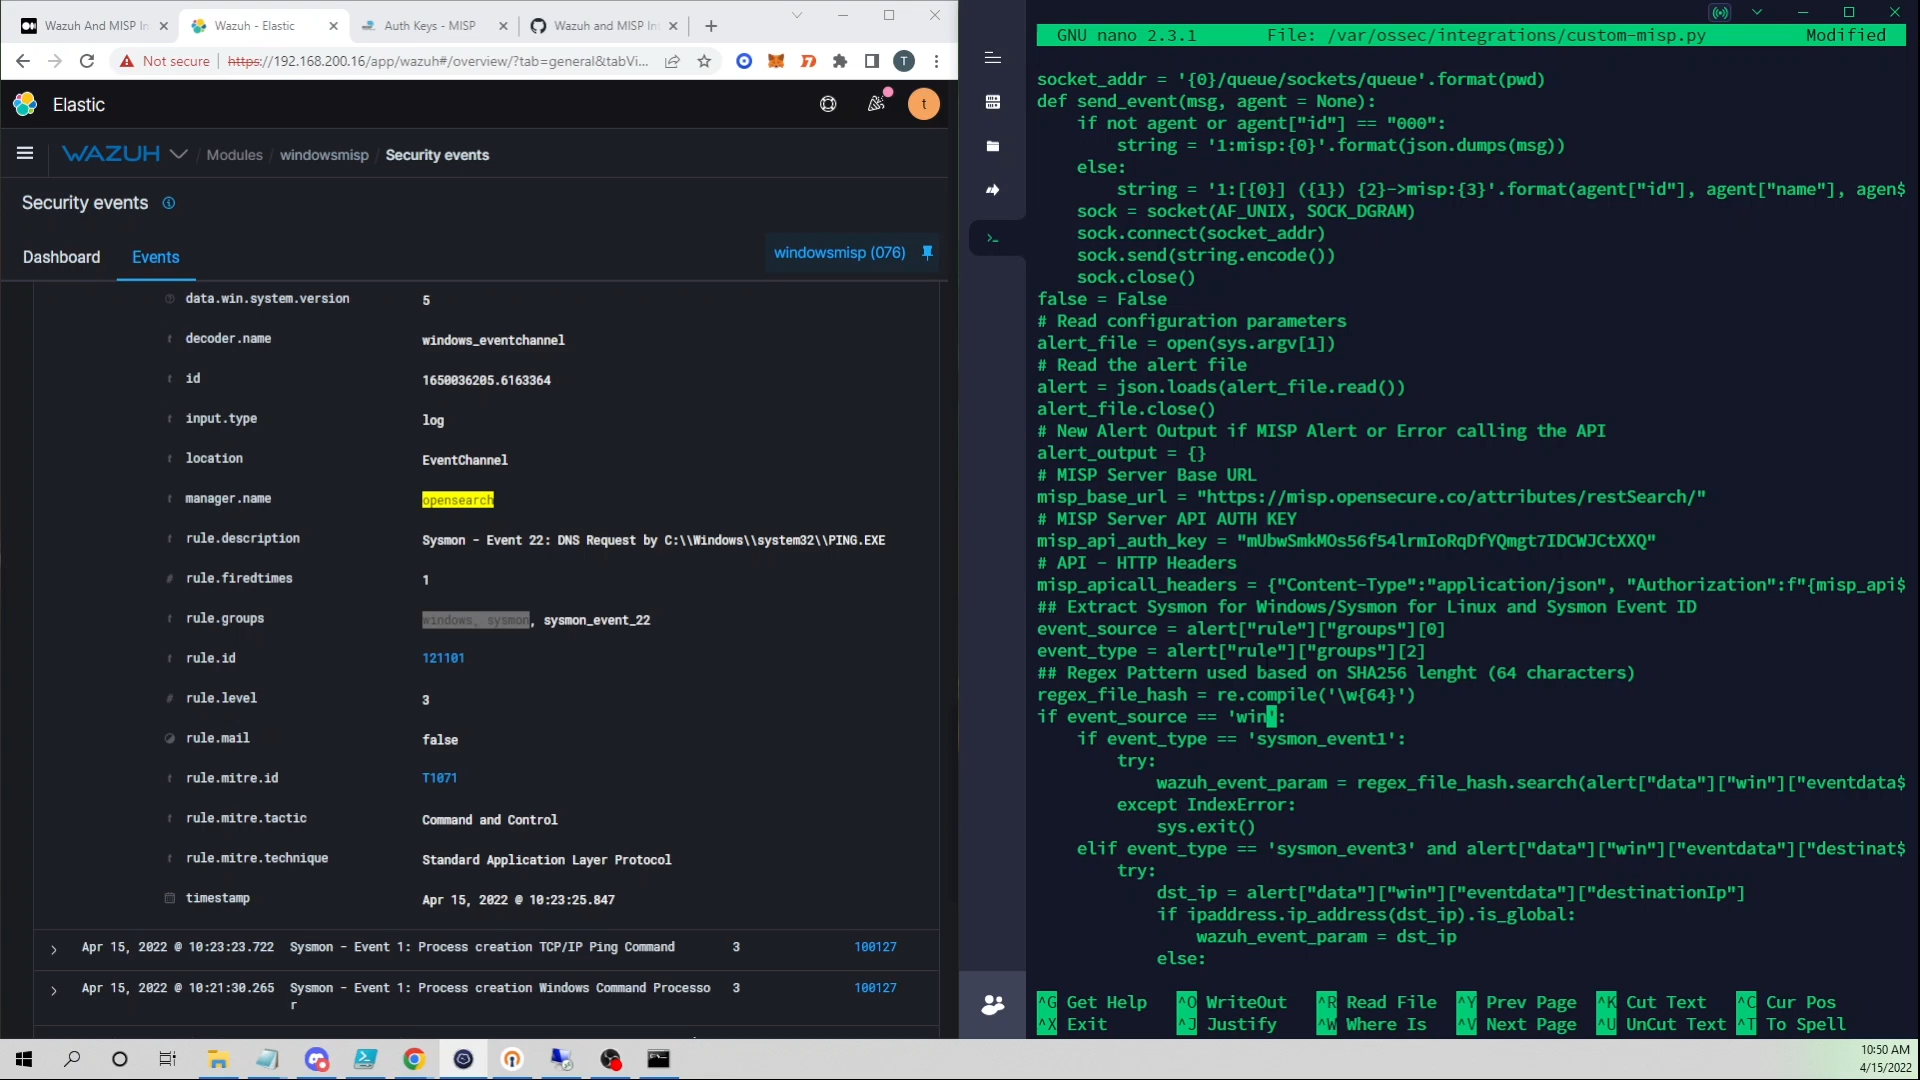 Wazuh And MISP In
Wazuh - Elastic
Auth Keys - MISP
Wazuh and MISP In
Not secure
https://192.168.200.16/app/wazuh#/overview/?tab=general&tabVi...
T
Elastic
t
WAZUH
/ Modules / windowsmisp / Security events
Security events
Dashboard
Events
windowsmisp (076)
data.win.system.version 5
t decoder.name windows_eventchannel
t id 1650036205.6163364
t input.type log
t location EventChannel
t manager.name opensearch
t rule.description Sysmon - Event 22: DNS Request by C:\\Windows\\system32\\PING.EXE
# rule.firedtimes 1
t rule.groups windows, sysmon, sysmon_event_22
t rule.id 121101
# rule.level 3
rule.mail false
t rule.mitre.id T1071
t rule.mitre.tactic Command and Control
t rule.mitre.technique Standard Application Layer Protocol
timestamp Apr 15, 2022 @ 10:23:25.847
Apr 15, 2022 @ 10:23:23.722 Sysmon - Event 1: Process creation TCP/IP Ping Command 3 100127
Apr 15, 2022 @ 10:21:30.265 Sysmon - Event 1: Process creation Windows Command Processo 3 100127
r
GNU nano 2.3.1 File: /var/ossec/integrations/custom-misp.py Modified
socket_addr = '{0}/queue/sockets/queue'.format(pwd)
def send_event(msg, agent = None):
if not agent or agent["id"] == "000":
string = '1:misp:{0}'.format(json.dumps(msg))
else:
string = '1:[{0}] ({1}) {2}->misp:{3}'.format(agent["id"], agent["name"], agen$
sock = socket(AF_UNIX, SOCK_DGRAM)
sock.connect(socket_addr)
sock.send(string.encode())
sock.close()
false = False
# Read configuration parameters
alert_file = open(sys.argv[1])
# Read the alert file
alert = json.loads(alert_file.read())
alert_file.close()
# New Alert Output if MISP Alert or Error calling the API
alert_output = {}
# MISP Server Base URL
misp_base_url = "https://misp.opensecure.co/attributes/restSearch/"
# MISP Server API AUTH KEY
misp_api_auth_key = "mUbwSmkMOs56f54lrmIoRqDfYQmgt7IDCWJCtXXQ"
# API - HTTP Headers
misp_apicall_headers = {"Content-Type":"application/json", "Authorization":f"{misp_api$
## Extract Sysmon for Windows/Sysmon for Linux and Sysmon Event ID
event_source = alert["rule"]["groups"][0]
event_type = alert["rule"]["groups"][2]
## Regex Pattern used based on SHA256 lenght (64 characters)
regex_file_hash = re.compile('\w{64}')
if event_source == 'win':
if event_type == 'sysmon_event1':
try:
wazuh_event_param = regex_file_hash.search(alert["data"]["win"]["eventdata$
except IndexError:
sys.exit()
elif event_type == 'sysmon_event3' and alert["data"]["win"]["eventdata"]["destinat$
try:
dst_ip = alert["data"]["win"]["eventdata"]["destinationIp"]
if ipaddress.ip_address(dst_ip).is_global:
wazuh_event_param = dst_ip
else:
^G Get Help ^O WriteOut ^R Read File ^Y Prev Page ^K Cut Text ^C Cur Pos
^X Exit ^J Justify ^W Where Is ^V Next Page ^U UnCut Text ^T To Spell
10:50 AM
4/15/2022